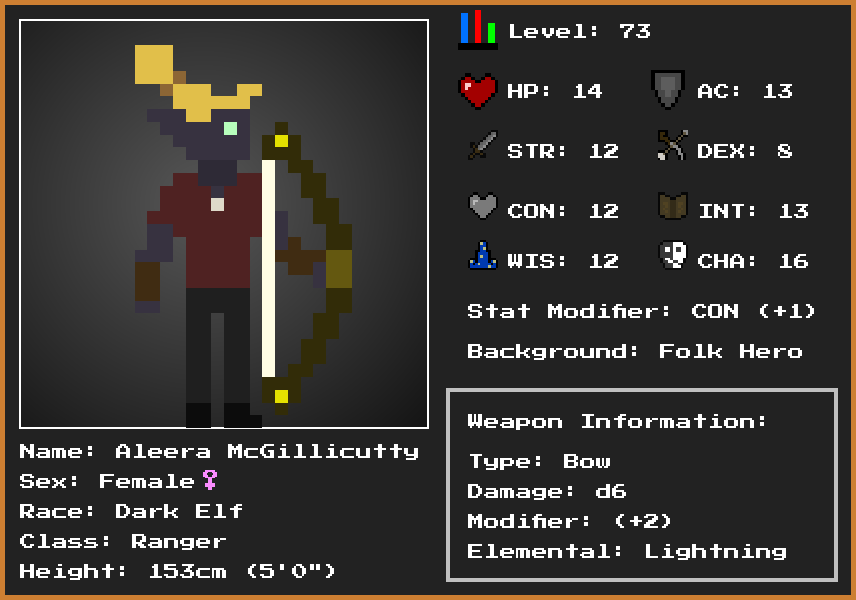 Level: 73
HP: 14 AC: 13
STR: 12 DEX: 8
CON: 12 INT: 13
WIS: 12 CHA: 16
Stat Modifier: CON (+1)
Background: Folk Hero
Name: Aleera McGillicutty
Sex: Female♀
Race: Dark Elf
Class: Ranger
Height: 153cm (5'0")
Weapon Information:
Type: Bow
Damage: d6
Modifier: (+2)
Elemental: Lightning